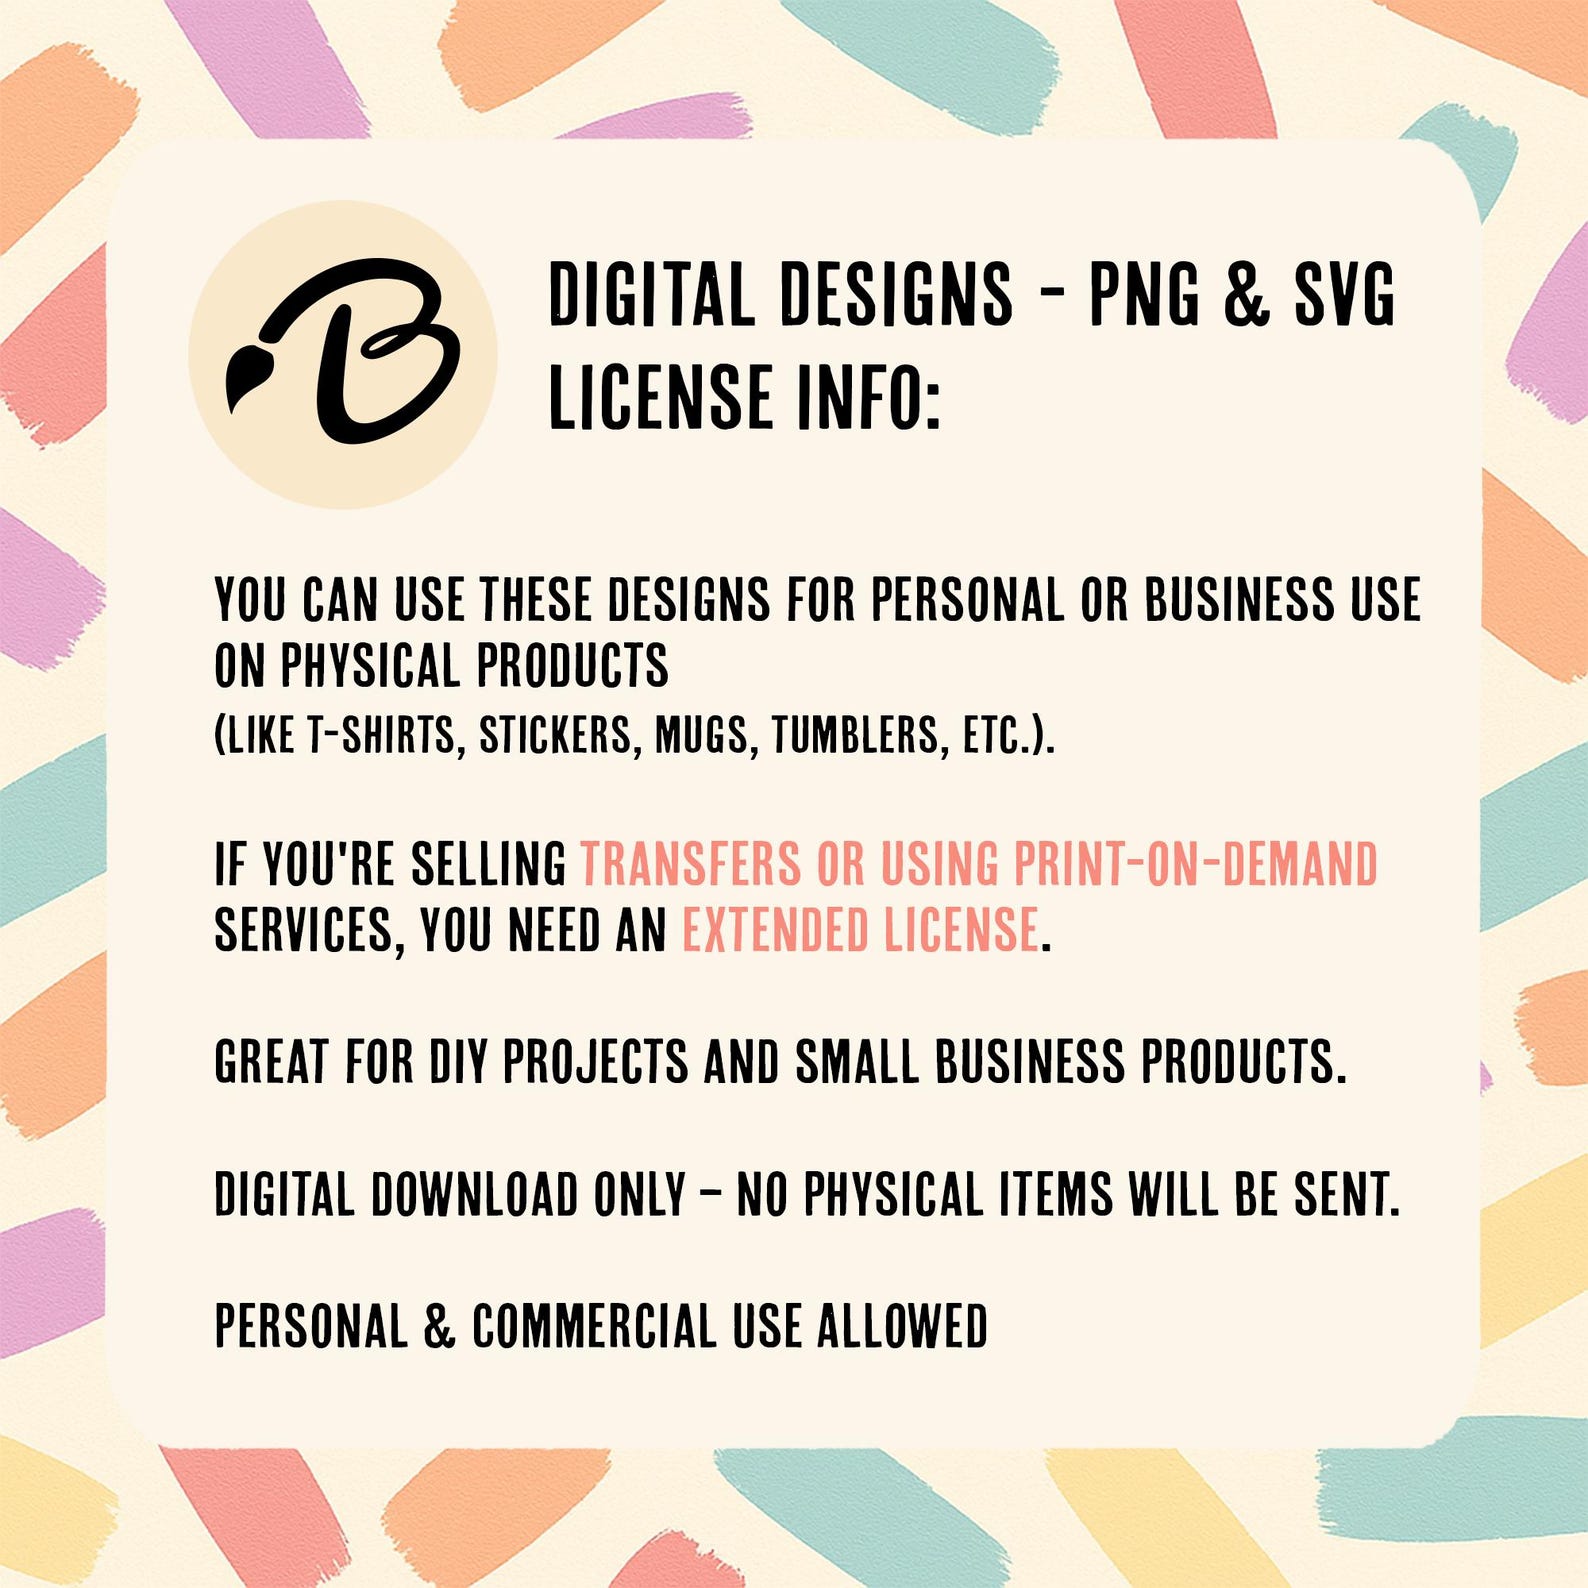 B
DIGITAL DESIGNS - PNG & SVG
LICENSE INFO:
YOU CAN USE THESE DESIGNS FOR PERSONAL OR BUSINESS USE
ON PHYSICAL PRODUCTS
(LIKE T-SHIRTS, STICKERS, MUGS, TUMBLERS, ETC.).
IF YOU'RE SELLING TRANSFERS OR USING PRINT-ON-DEMAND
SERVICES, YOU NEED AN EXTENDED LICENSE.
GREAT FOR DIY PROJECTS AND SMALL BUSINESS PRODUCTS.
DIGITAL DOWNLOAD ONLY – NO PHYSICAL ITEMS WILL BE SENT.
PERSONAL & COMMERCIAL USE ALLOWED